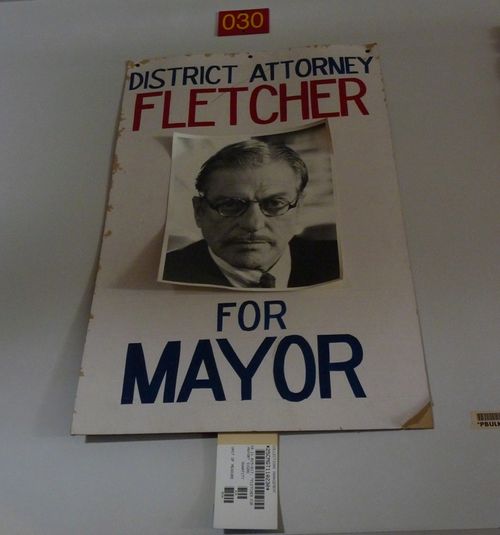 030
DISTRICT ATTORNEY
FLETCHER
FOR
MAYOR